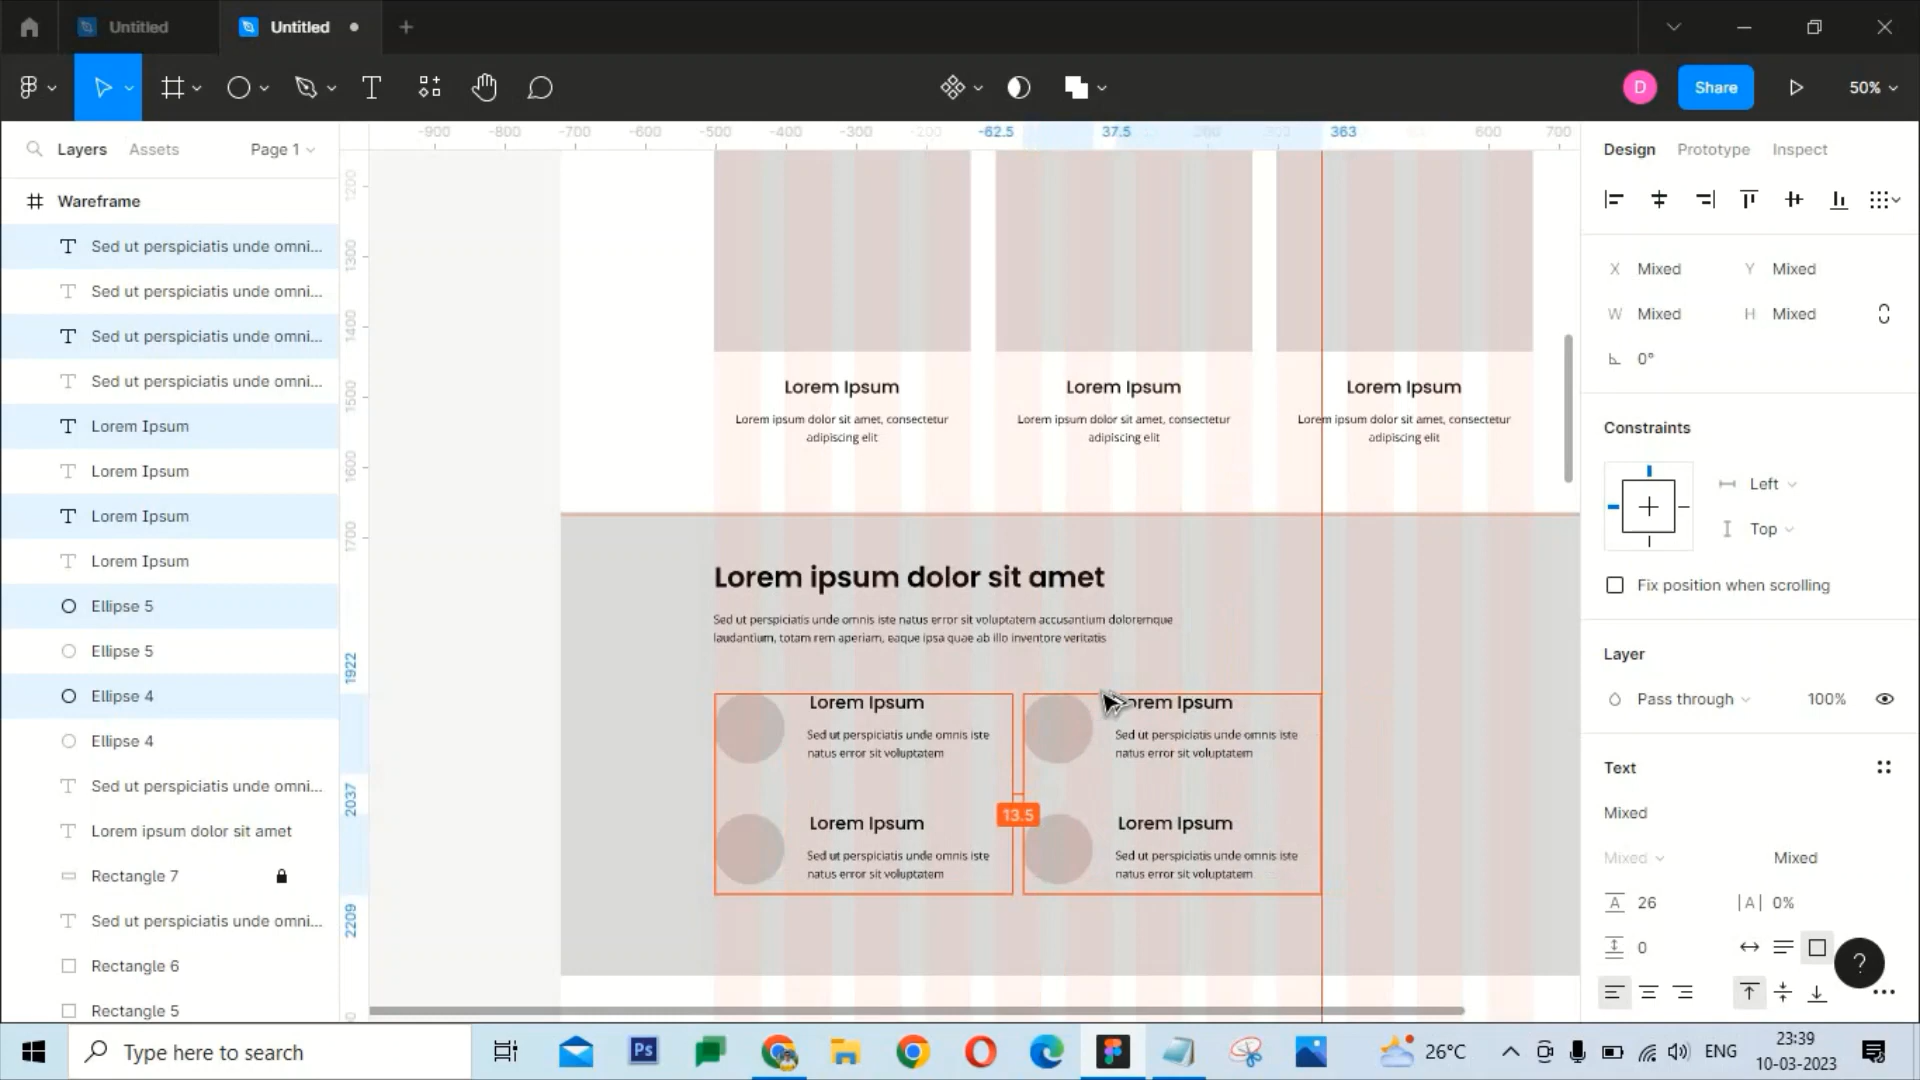 Untitled
Untitled
Share
50%
Layers
Assets
Page 1
-900
-800
-700
-600
-500
-400
-300
-200
-62.5
37.5
363
600
700
Design
Prototype
Inspect
Wareframe
Sed ut perspiciatis unde omni...
Sed ut perspiciatis unde omni...
Sed ut perspiciatis unde omni...
Sed ut perspiciatis unde omni...
Lorem Ipsum
Lorem Ipsum
Lorem Ipsum
Lorem Ipsum
Ellipse 5
Ellipse 5
Ellipse 4
Ellipse 4
Sed ut perspiciatis unde omni...
Lorem ipsum dolor sit amet
Rectangle 7
Sed ut perspiciatis unde omni...
Rectangle 6
Rectangle 5
1200
1300
1400
1500
1600
1700
1922
2037
2209
Lorem Ipsum
Lorem ipsum dolor sit amet, consectetur
adipiscing elit
Lorem Ipsum
Lorem ipsum dolor sit amet, consectetur
adipiscing elit
Lorem Ipsum
Lorem ipsum dolor sit amet, consectetur
adipiscing elit
Lorem ipsum dolor sit amet
Sed ut perspiciatis unde omnis iste natus error sit voluptatem accusantium doloremque
laudantium, totam rem aperiam, eaque ipsa quae ab illo inventore veritatis
Lorem Ipsum
Sed ut perspiciatis unde omnis iste
natus error sit voluptatem
Lorem Ipsum
Sed ut perspiciatis unde omnis iste
natus error sit voluptatem
13.5
Lorem Ipsum
Sed ut perspiciatis unde omnis iste
natus error sit voluptatem
Lorem Ipsum
Sed ut perspiciatis unde omnis iste
natus error sit voluptatem
D
X Mixed Y Mixed
W Mixed H Mixed
0°
Constraints
Left
Top
Fix position when scrolling
Layer
Pass through 100%
Text
Mixed
Mixed Mixed
A 26 |A| 0%
0
?
Type here to search
Ps
26°C
ENG
23:39
10-03-2023